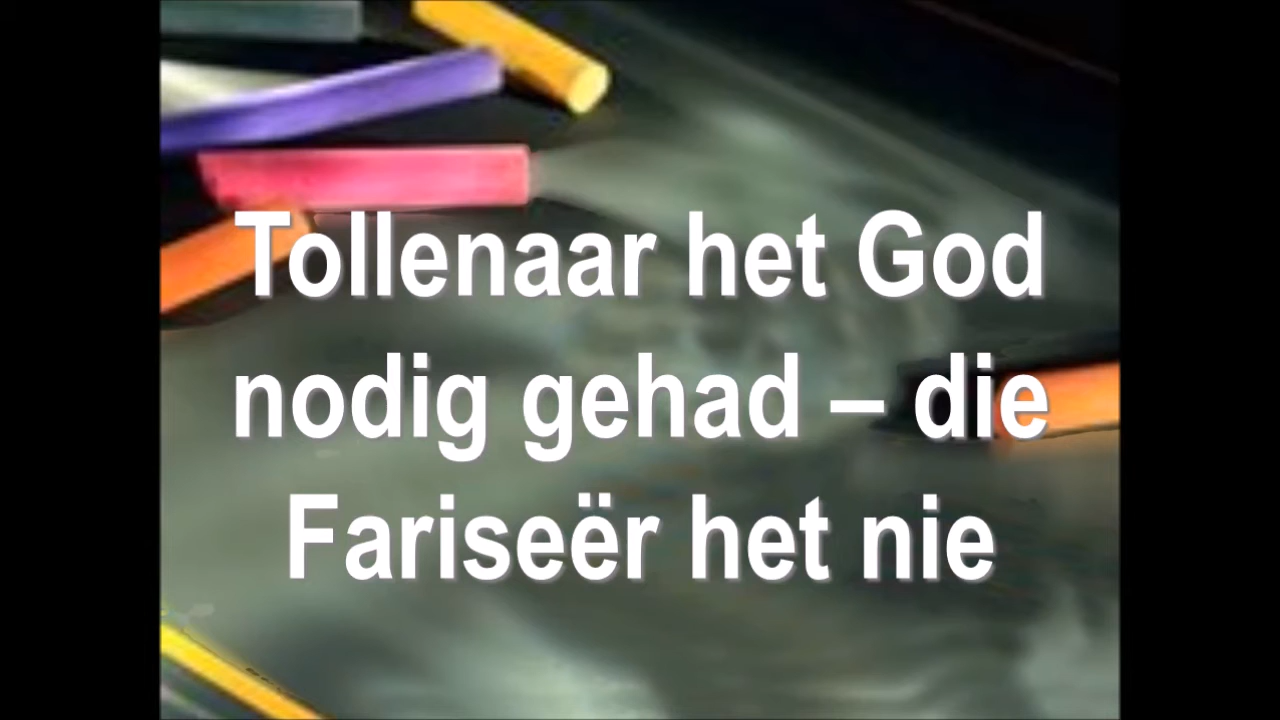 Tollenaar het God
nodig gehad – die
Fariseër het nie